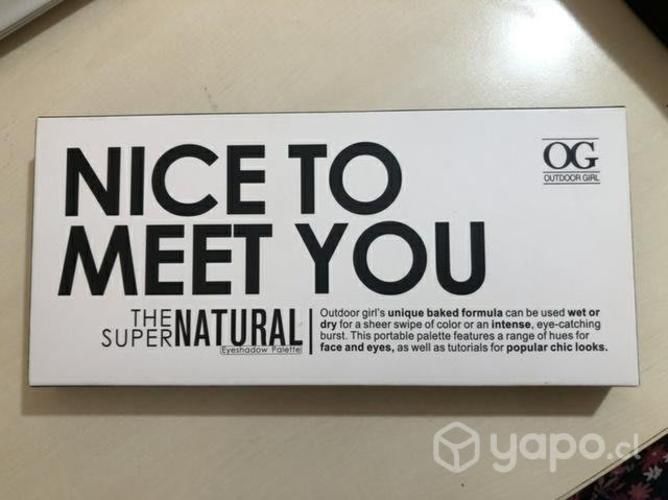 NICE TO
MEET YOU
OG
OUTDOOR GIRL
THE
SUPER NATURAL
Eyeshadow Palette
Outdoor girl's unique baked formula can be used wet or
dry for a sheer swipe of color or an intense, eye-catching
burst. This portable palette features a range of hues for
face and eyes, as well as tutorials for popular chic looks.
yapo.cl